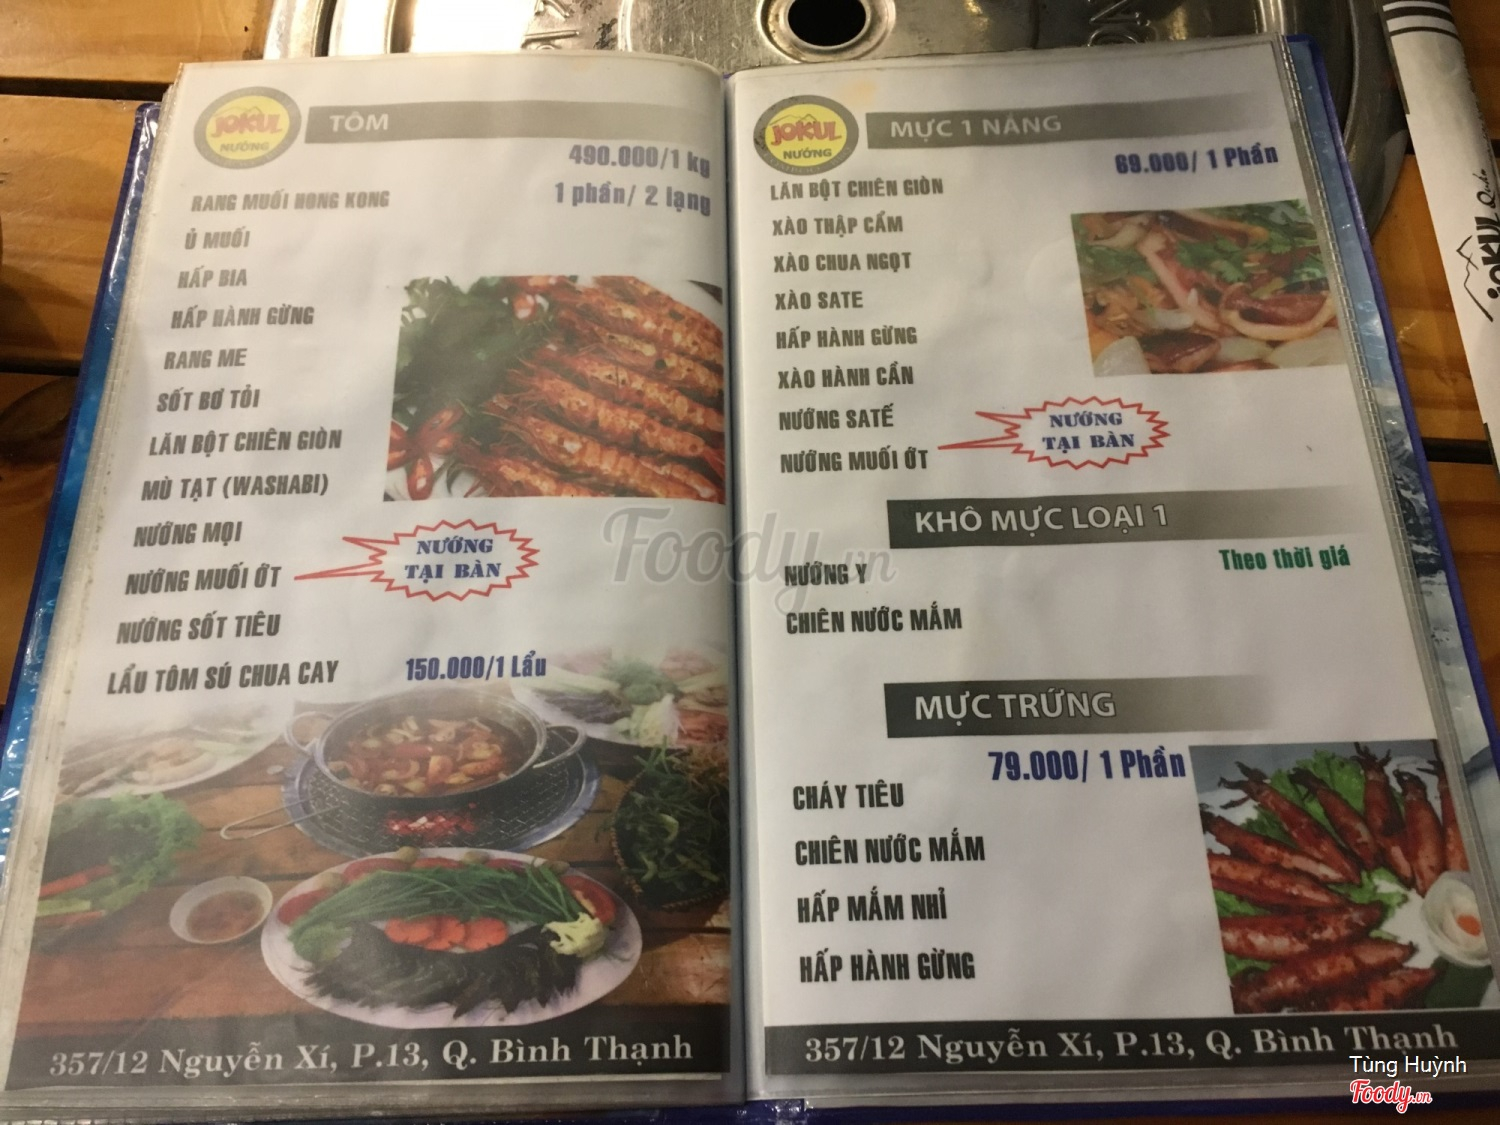 JOKUL
NƯỚNG
TÔM
490.000/1 kg
1 phần/ 2 lạng
RANG MUỐI HONG KONG
Ủ MUỐI
HẤP BIA
HẤP HÀNH GỪNG
RANG ME
SỐT BƠ TỎI
LĂN BỘT CHIÊN GIÒN
MÙ TẠT (WASHABI)
NƯỚNG MỌI
NƯỚNG MUỐI ỚT
NƯỚNG
TẠI BÀN
NƯỚNG SỐT TIÊU
LẨU TÔM SÚ CHUA CAY 150.000/1 Lẩu
357/12 Nguyễn Xí, P.13, Q. Bình Thạnh
JOKUL
NƯỚNG
MỰC 1 NẮNG
69.000/ 1 Phần
LĂN BỘT CHIÊN GIÒN
XÀO THẬP CẨM
XÀO CHUA NGỌT
XÀO SATE
HẤP HÀNH GỪNG
XÀO HÀNH CẦN
NƯỚNG SATẾ
NƯỚNG MUỐI ỚT
NƯỚNG
TẠI BÀN
KHÔ MỰC LOẠI 1
Theo thời giá
NƯỚNG Y
CHIÊN NƯỚC MẮM
MỰC TRỨNG
79.000/ 1 Phần
CHÁY TIÊU
CHIÊN NƯỚC MẮM
HẤP MẮM NHỈ
HẤP HÀNH GỪNG
357/12 Nguyễn Xí, P.13, Q. Bình Thạnh
JOKUL
Foody.vn
Tùng Huỳnh
Foody.vn